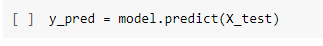 [ ] y_pred = model.predict(X_test)